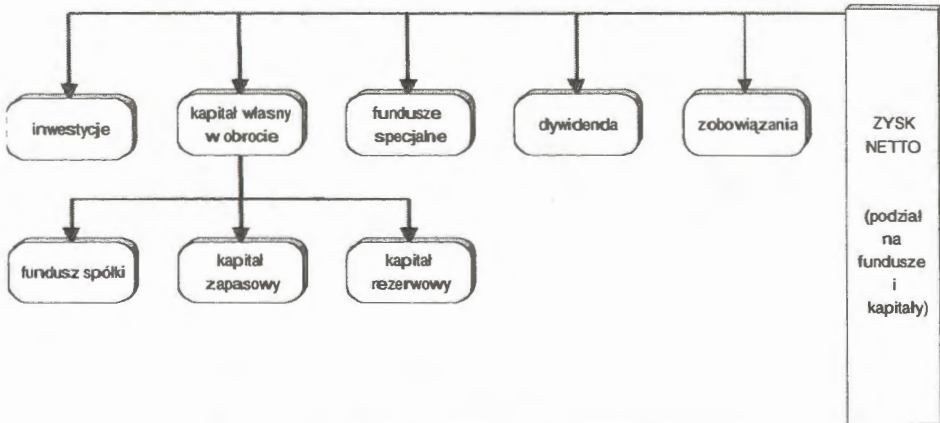 inwestycje
kapitał własny
w obrocie
fundusze
specjalne
dywidenda
zobowiązania
ZYSK
NETTO
(podział
na
fundusze
i
kapitały)
fundusz spółki
kapitał
zapasowy
kapitał
rezerwowy